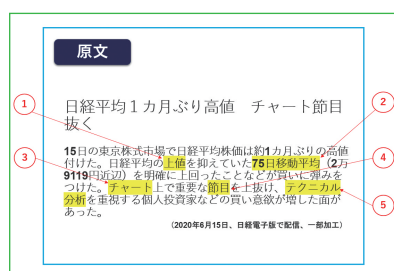 原文
日経平均１カ月ぶり高値　チャート節目
抜く
15日の東京株式市場で日経平均株価は約1カ月ぶりの高値
付けた。日経平均の上値を抑えていた75日移動平均（2万
9119円近辺）を明確に上回ったことなどが買いに弾みを
つけた。チャート上で重要な節目を上抜け、テクニカル
分析を重視する個人投資家などの買い意欲が増した面が
あった。
（2020年6月15日、日経電子版で配信、一部加工）
1
2
3
4
5